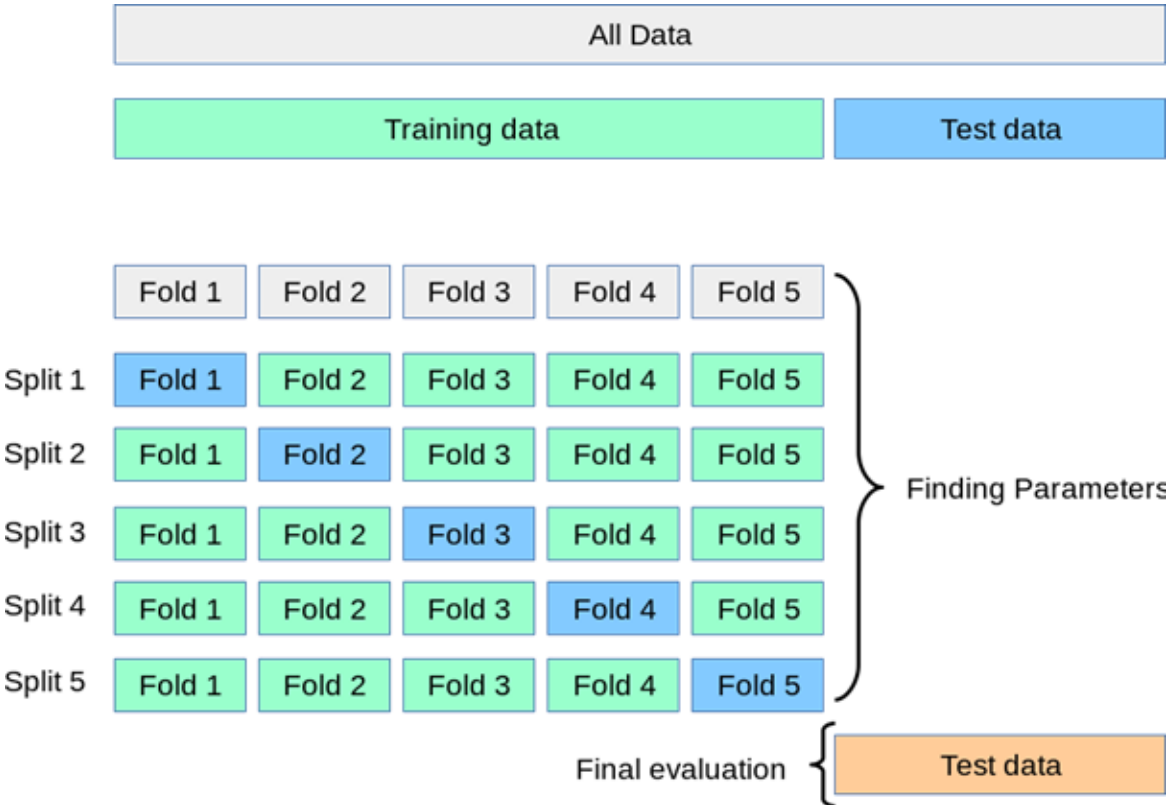 All Data
Training data Test data
Fold 1 Fold 2 Fold 3 Fold 4 Fold 5
Split 1 Fold 1 Fold 2 Fold 3 Fold 4 Fold 5
Split 2 Fold 1 Fold 2 Fold 3 Fold 4 Fold 5
Finding Parameters
Split 3 Fold 1 Fold 2 Fold 3 Fold 4 Fold 5
Split 4 Fold 1 Fold 2 Fold 3 Fold 4 Fold 5
Split 5 Fold 1 Fold 2 Fold 3 Fold 4 Fold 5
Final evaluation Test data